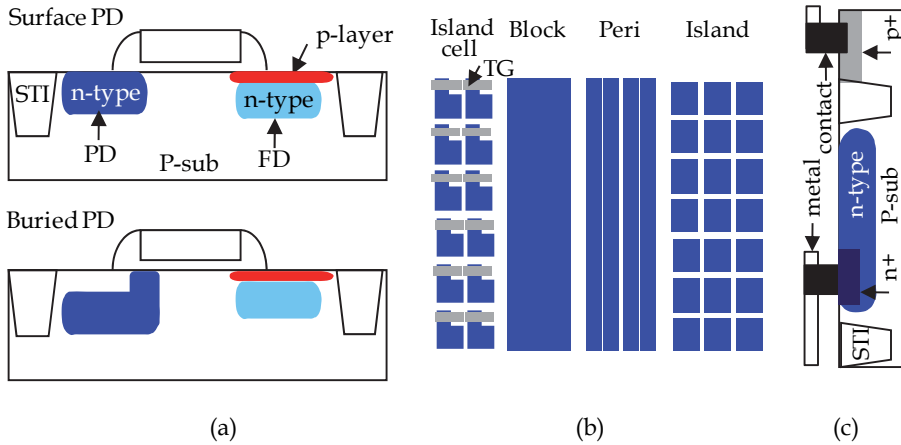 Surface PD
p-layer
STI
n-type
n-type
PD
FD
P-sub
Buried PD
(a)
Island cell
Block
Peri
Island
TG
(b)
p+
contact
metal
n-type
P-sub
n+
STI
(c)